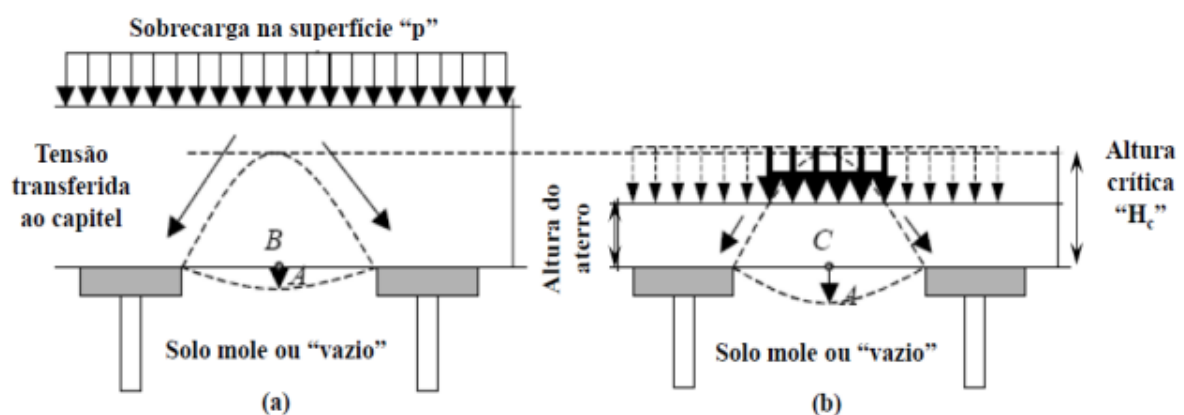 Sobrecarga na superfície “p”
Tensão
transferida
ao capitel
B
A
Solo mole ou “vazio”
(a)
Altura do
aterro
C
A
Altura
crítica
“Hc”
Solo mole ou “vazio”
(b)